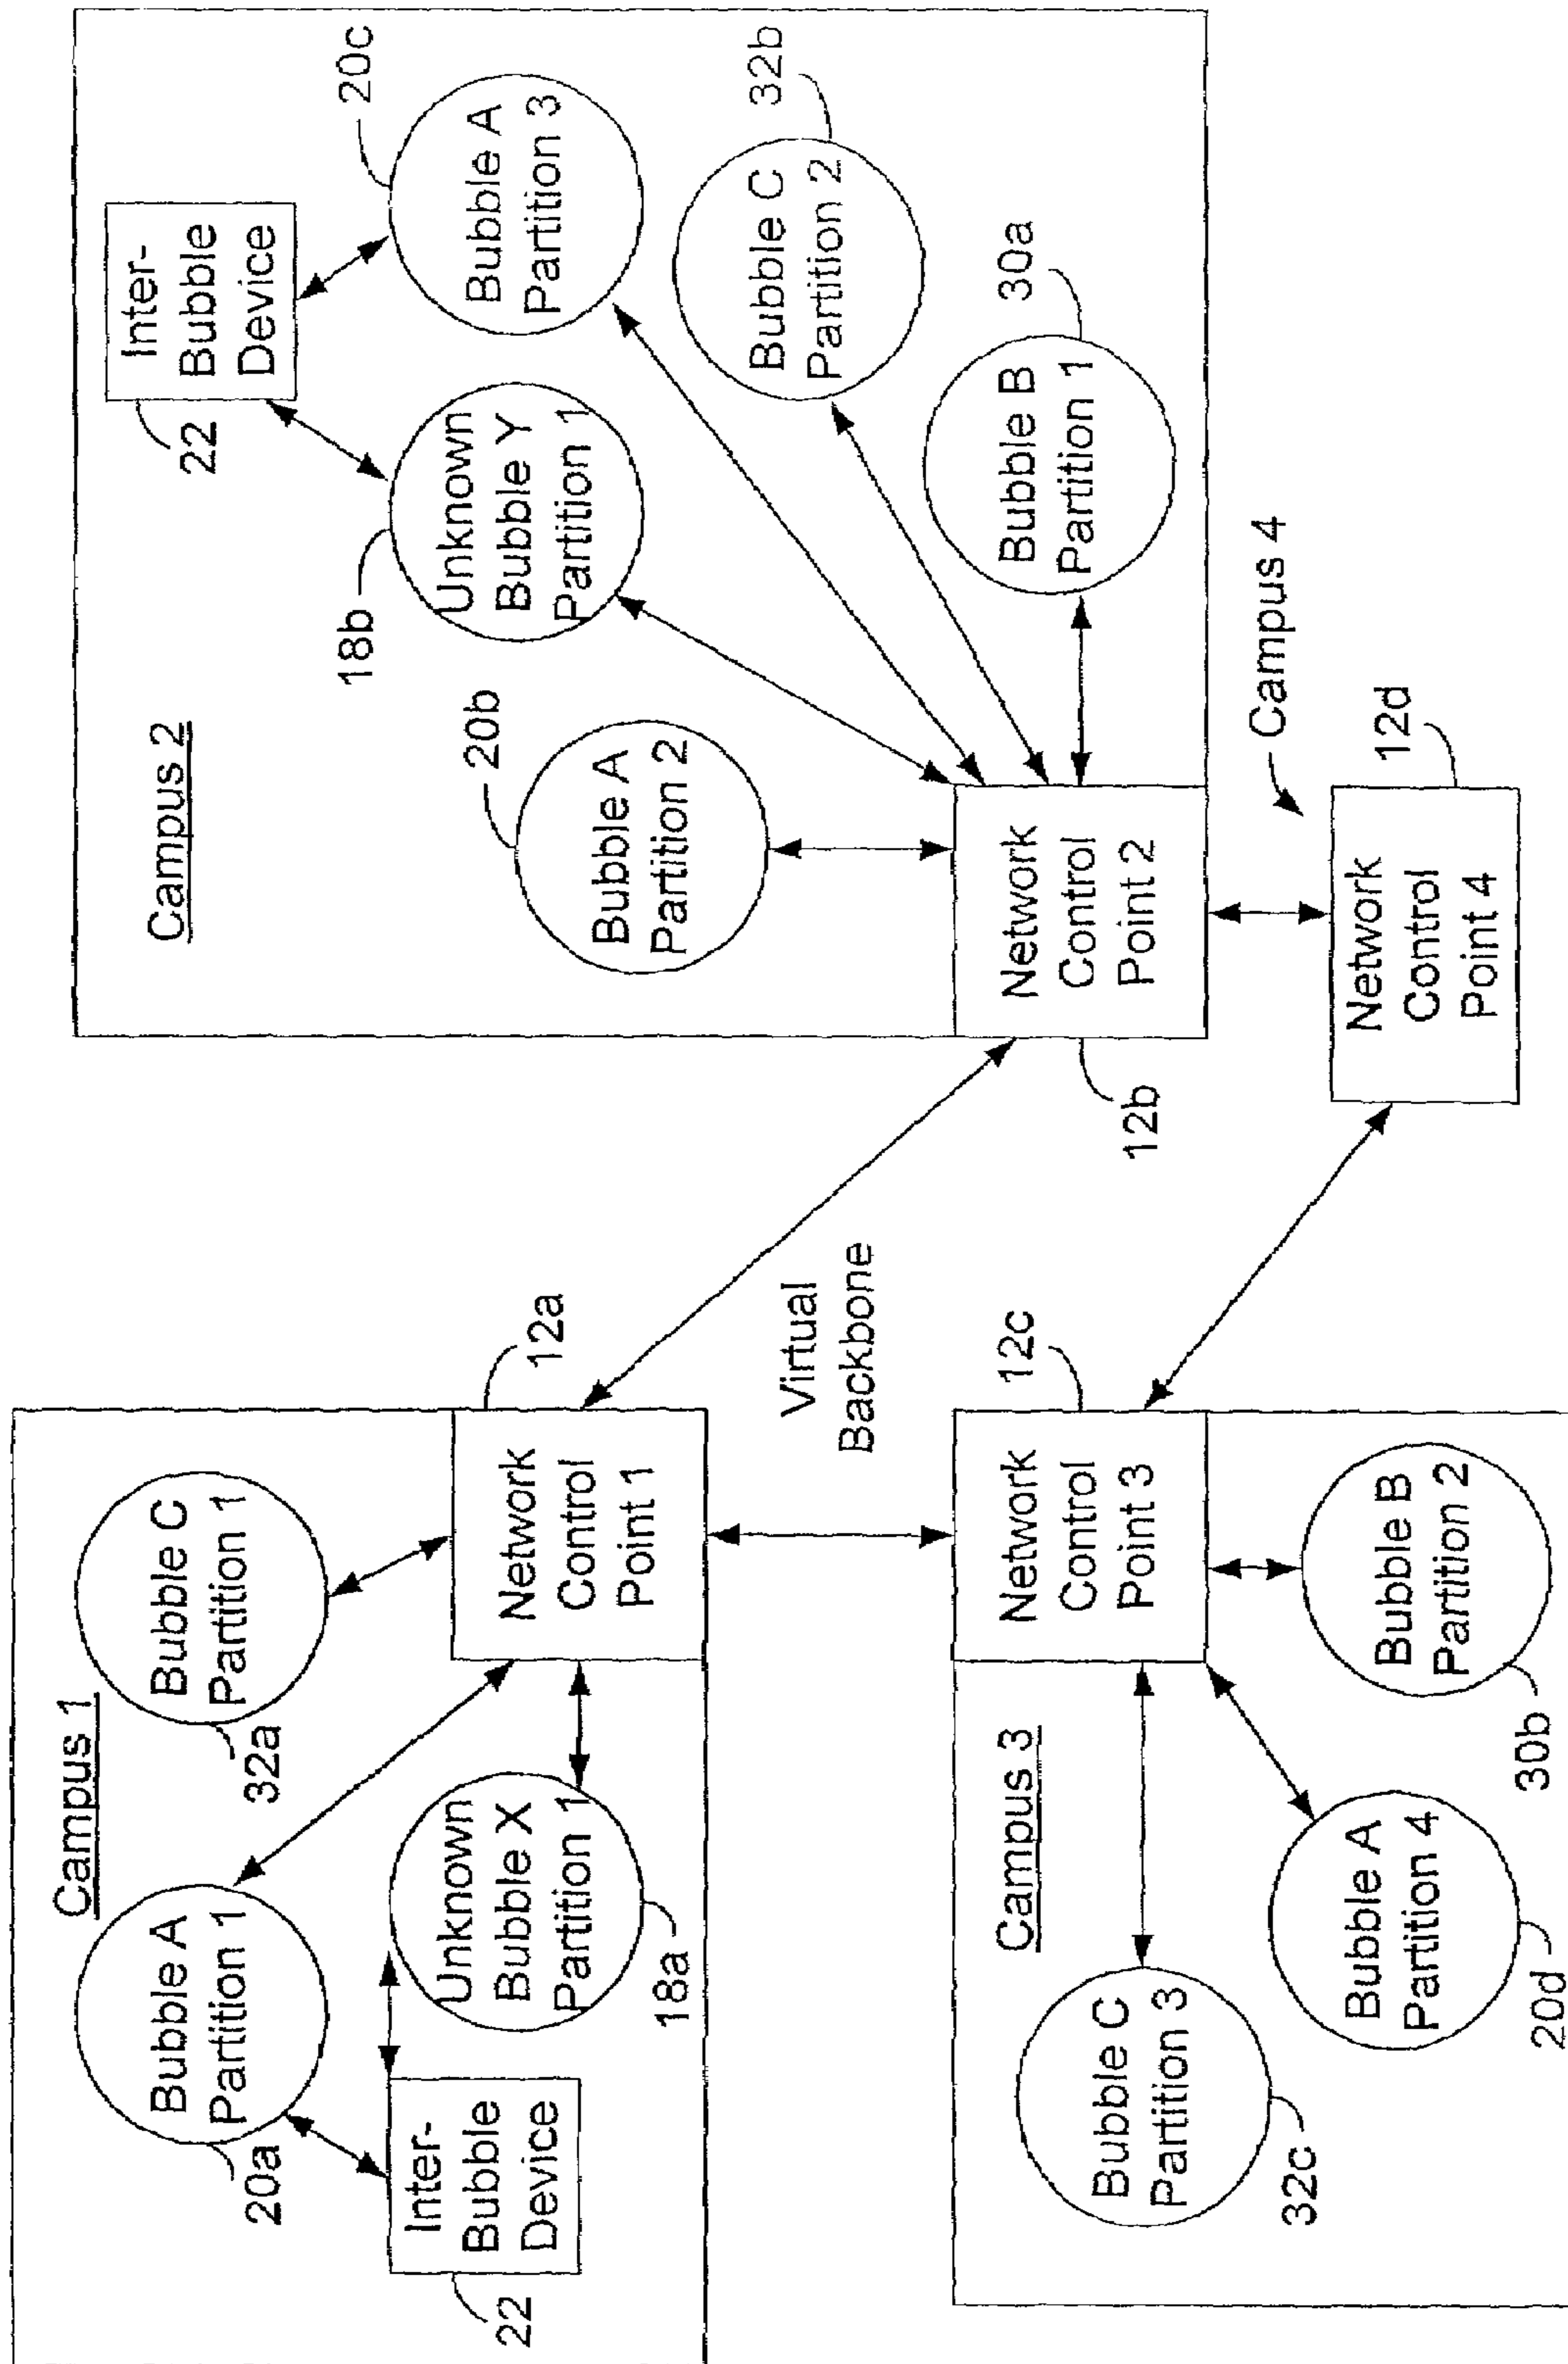 Campus 1
Bubble A
Partition 1
20a
Bubble C
Partition 1
32a
Inter-
Bubble
Device
22
Unknown
Bubble X
Partition 1
18a
Network
Control
Point 1
12a
Virtual
Backbone
Campus 2
Bubble A
Partition 2
20b
Unknown
Bubble Y
Partition 1
18b
Inter-
Bubble
Device
22
Bubble A
Partition 3
20c
Bubble C
Partition 2
32b
Bubble B
Partition 1
30a
Network
Control
Point 2
12b
Campus 3
Bubble C
Partition 3
32c
Bubble A
Partition 4
20d
Bubble B
Partition 2
30b
Network
Control
Point 3
12c
Campus 4
Network
Control
Point 4
12d